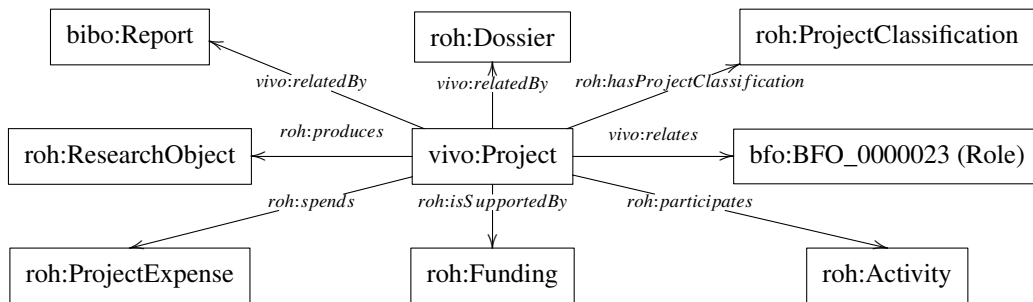 bibo:Report
roh:Dossier
roh:ProjectClassification
vivo:relatedBy
vivo:relatedBy
roh:hasProjectClassification
roh:ResearchObject
roh:produces
vivo:Project
vivo:relates
bfo:BFO_0000023 (Role)
roh:spends
roh:isSupportedBy
roh:participates
roh:ProjectExpense
roh:Funding
roh:Activity